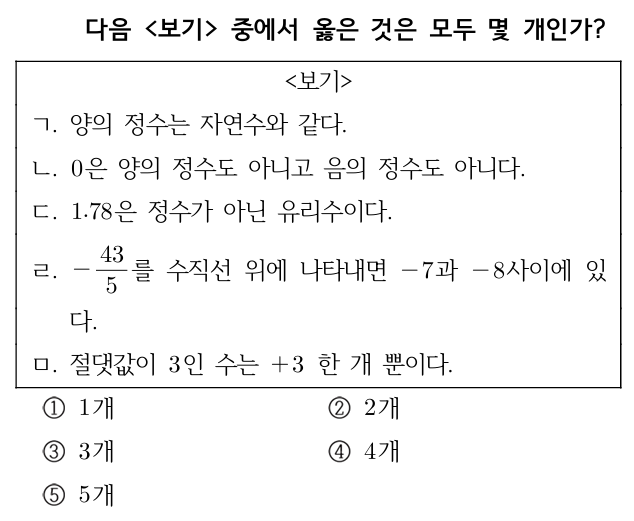 다음 <보기> 중에서 옳은 것은 모두 몇 개인가?
<보기>
ㄱ. 양의 정수는 자연수와 같다.
ㄴ. 0은 양의 정수도 아니고 음의 정수도 아니다.
ㄷ. 1.78은 정수가 아닌 유리수이다.
ㄹ. -43/5를 수직선 위에 나타내면 -7과 -8사이에 있
다.
ㅁ. 절댓값이 3인 수는 +3 한 개 뿐이다.
① 1개 ② 2개
③ 3개 ④ 4개
⑤ 5개